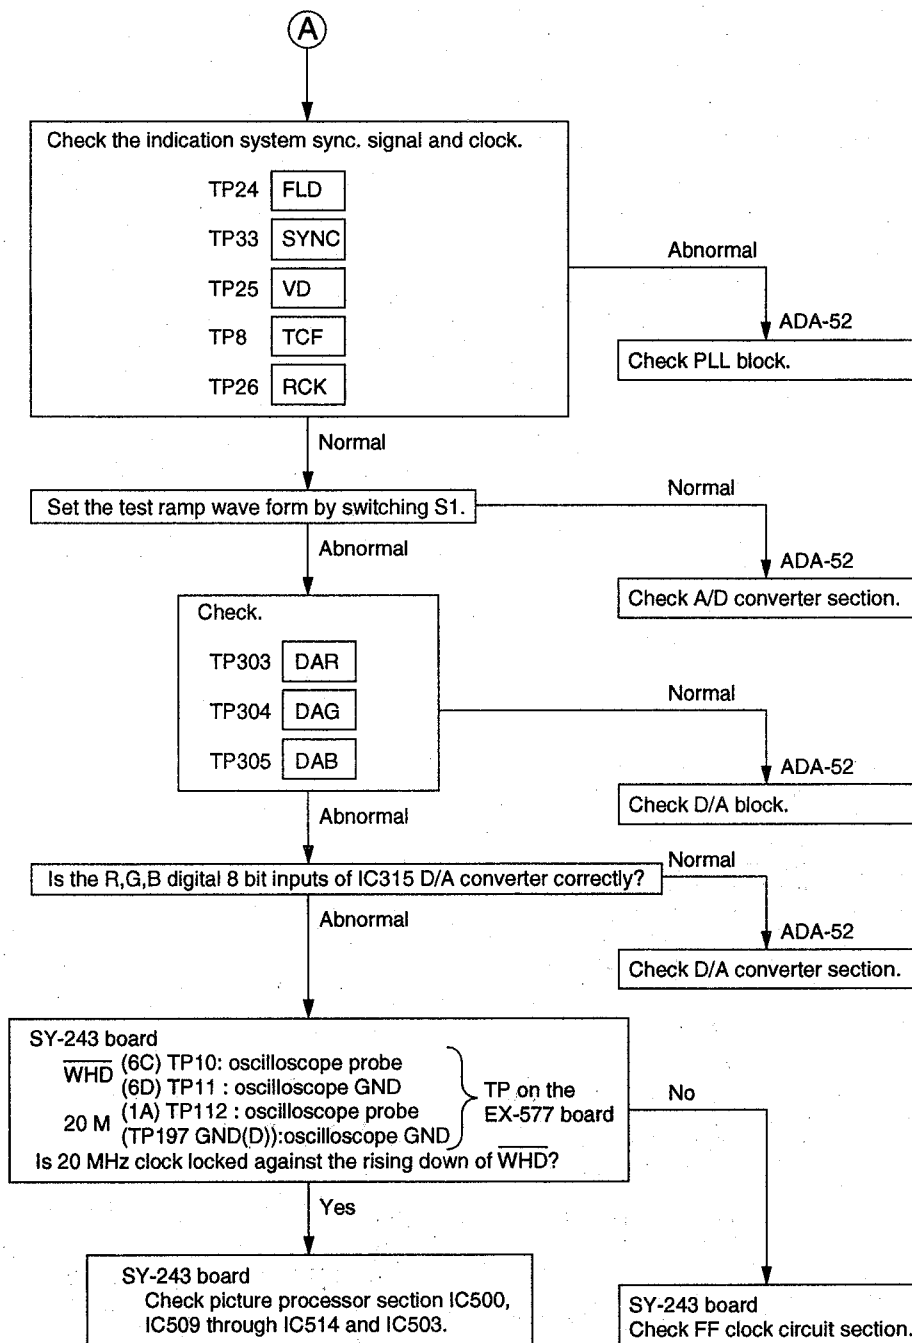 A
Check the indication system sync. signal and clock.
TP24 FLD
TP33 SYNC
TP25 VD
TP8 TCF
TP26 RCK
Abnormal
ADA-52
Check PLL block.
Normal
Set the test ramp wave form by switching S1.
Normal
ADA-52
Check A/D converter section.
Abnormal
Check.
TP303 DAR
TP304 DAG
TP305 DAB
Normal
ADA-52
Check D/A block.
Abnormal
Is the R,G,B digital 8 bit inputs of IC315 D/A converter correctly?
Normal
ADA-52
Check D/A converter section.
Abnormal
SY-243 board
WHD (6C) TP10: oscilloscope probe
(6D) TP11 : oscilloscope GND
20 M (1A) TP112 : oscilloscope probe
(TP197 GND(D)):oscilloscope GND
TP on the
EX-577 board
Is 20 MHz clock locked against the rising down of WHD?
No
SY-243 board
Check FF clock circuit section.
Yes
SY-243 board
Check picture processor section IC500,
IC509 through IC514 and IC503.